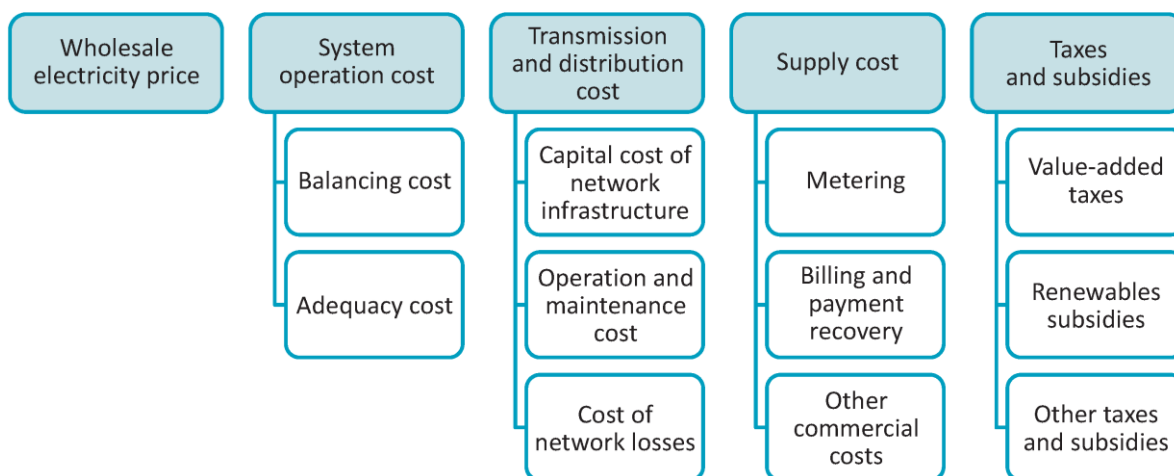 Wholesale
electricity price
System
operation cost
Balancing cost
Adequacy cost
Transmission
and distribution
cost
Capital cost of
network
infrastructure
Operation and
maintenance
cost
Cost of
network losses
Supply cost
Metering
Billing and
payment
recovery
Other
commercial
costs
Taxes
and subsidies
Value-added
taxes
Renewables
subsidies
Other taxes
and subsidies